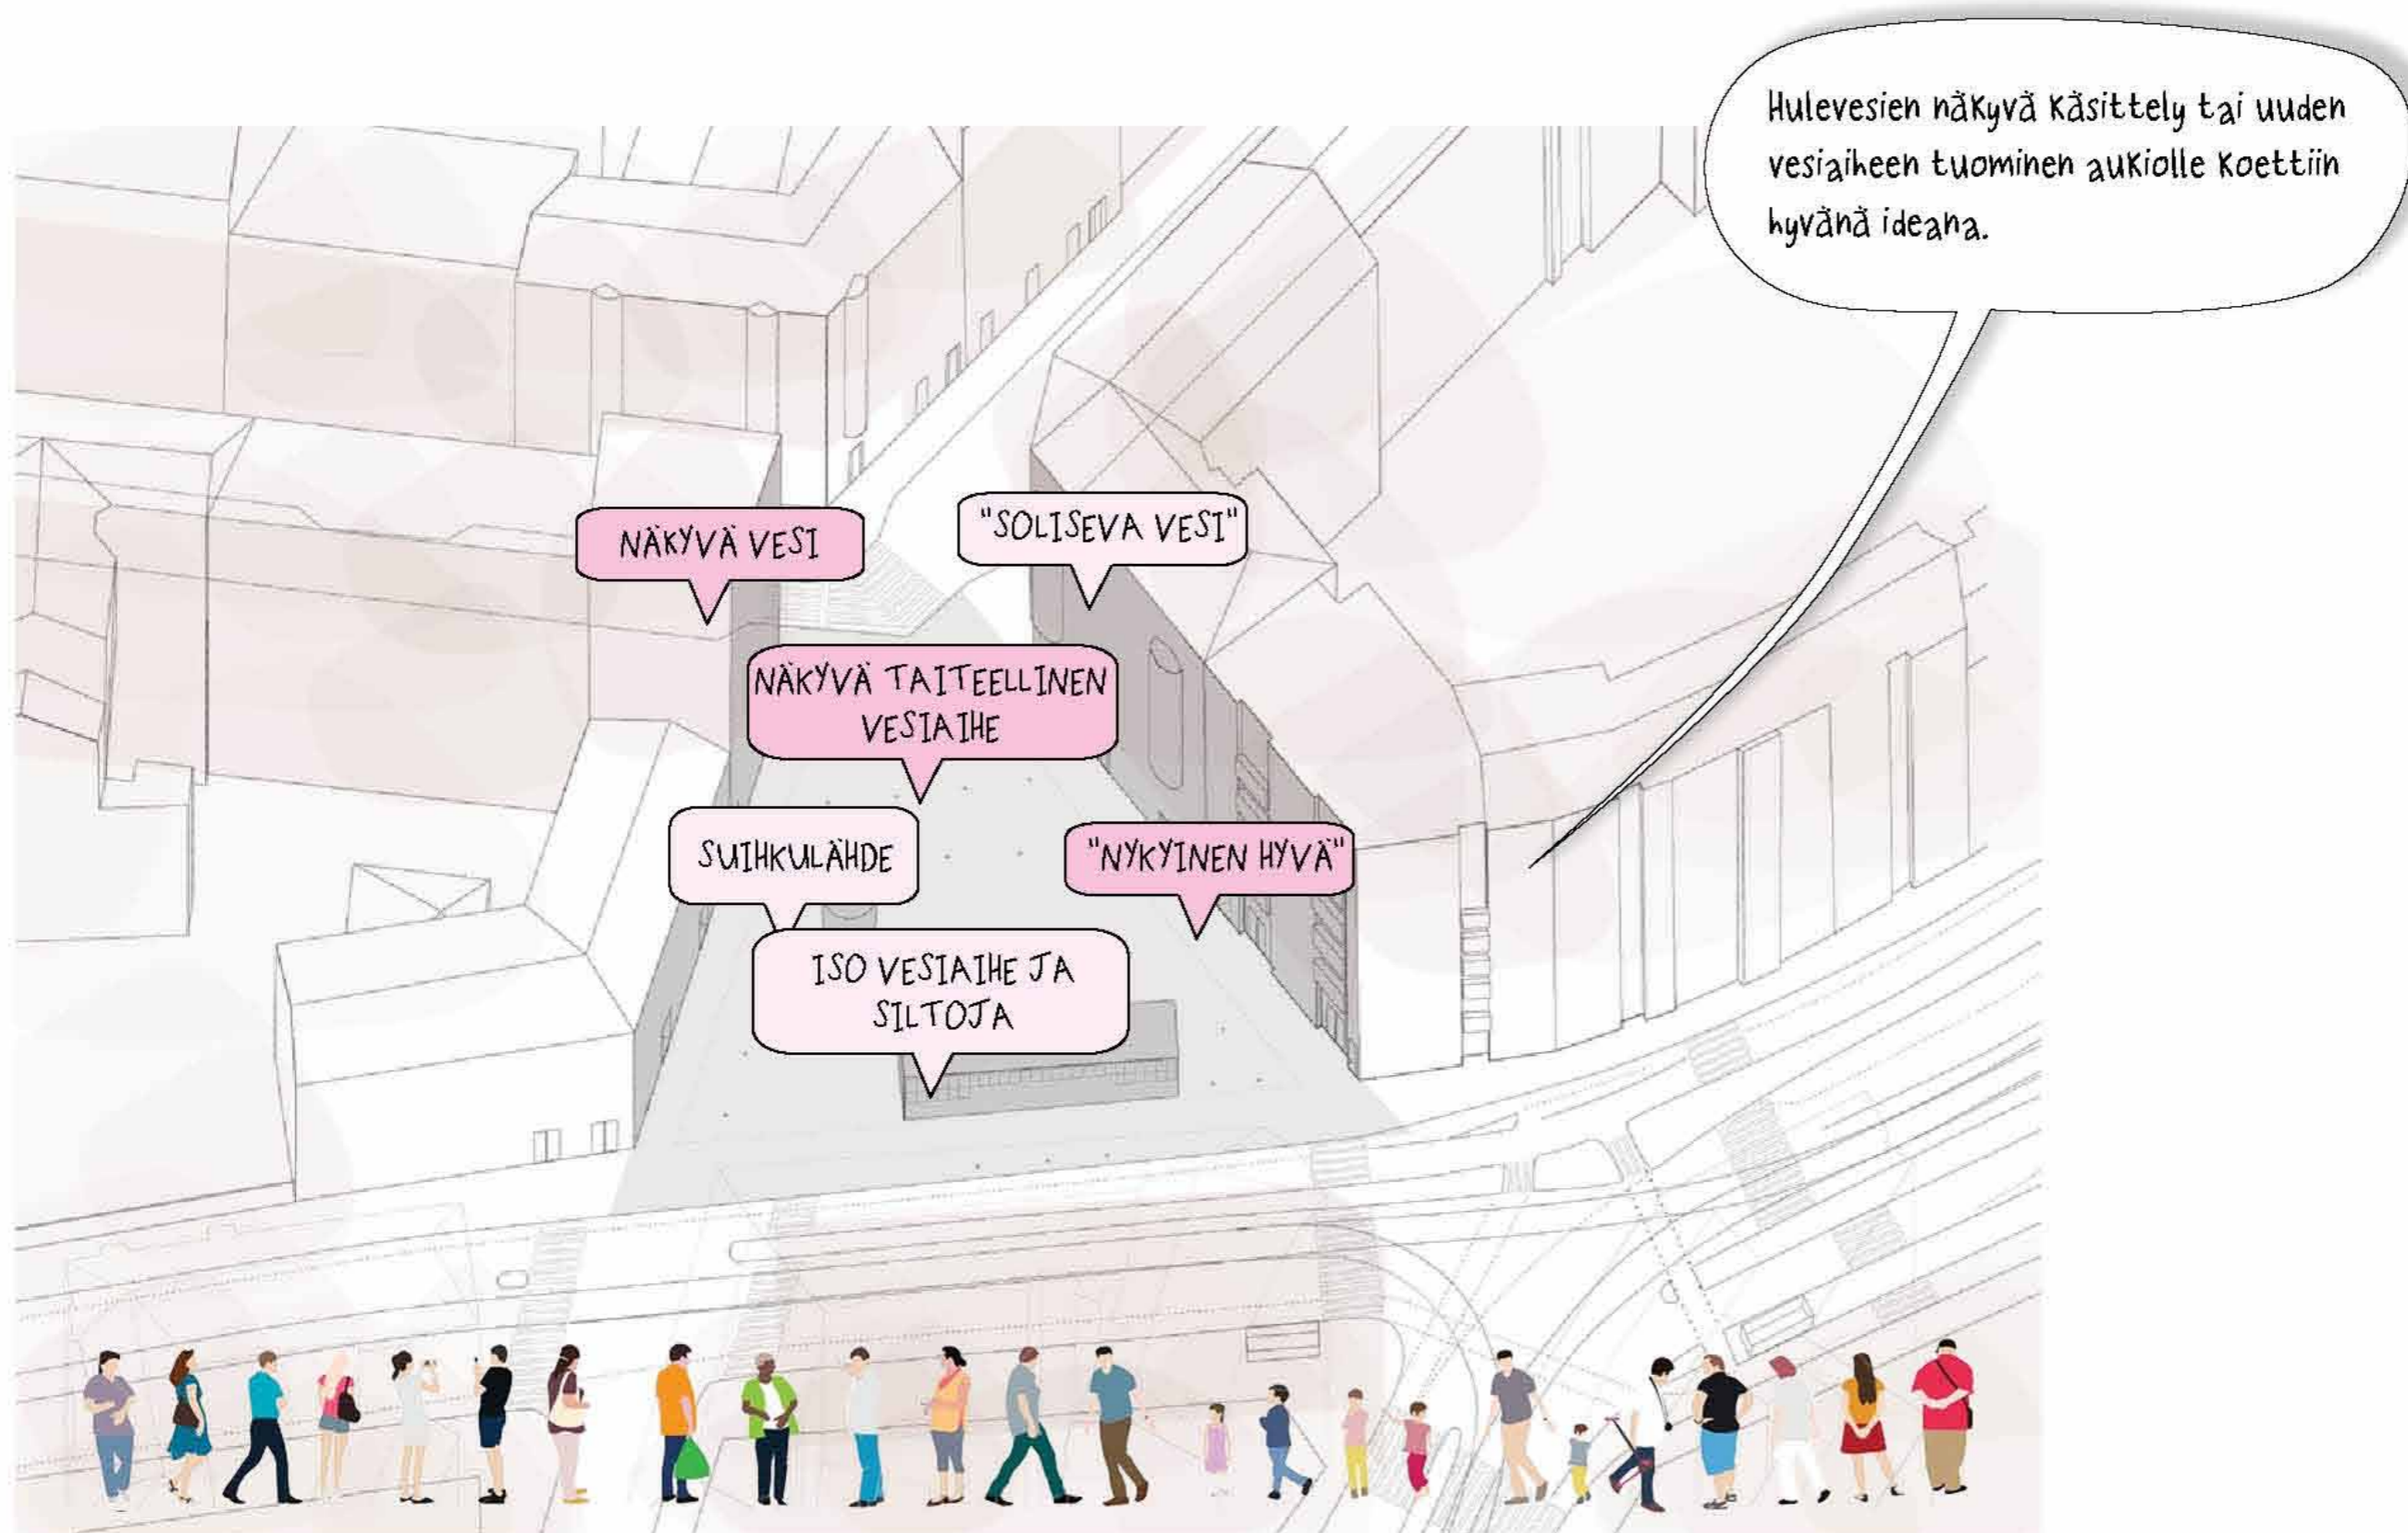 Hulevesien näkyvä käsittely tai uuden
vesiaiheen tuominen aukiolle koettiin
hyvänä ideana.
NÄKYVÄ VESI
"SOLISEVA VESI"
NÄKYVÄ TAITEELLINEN
VESIAIHE
SUIHKULÄHDE
"NYKYINEN HYVÄ"
ISO VESIAIHE JA
SILTOJA